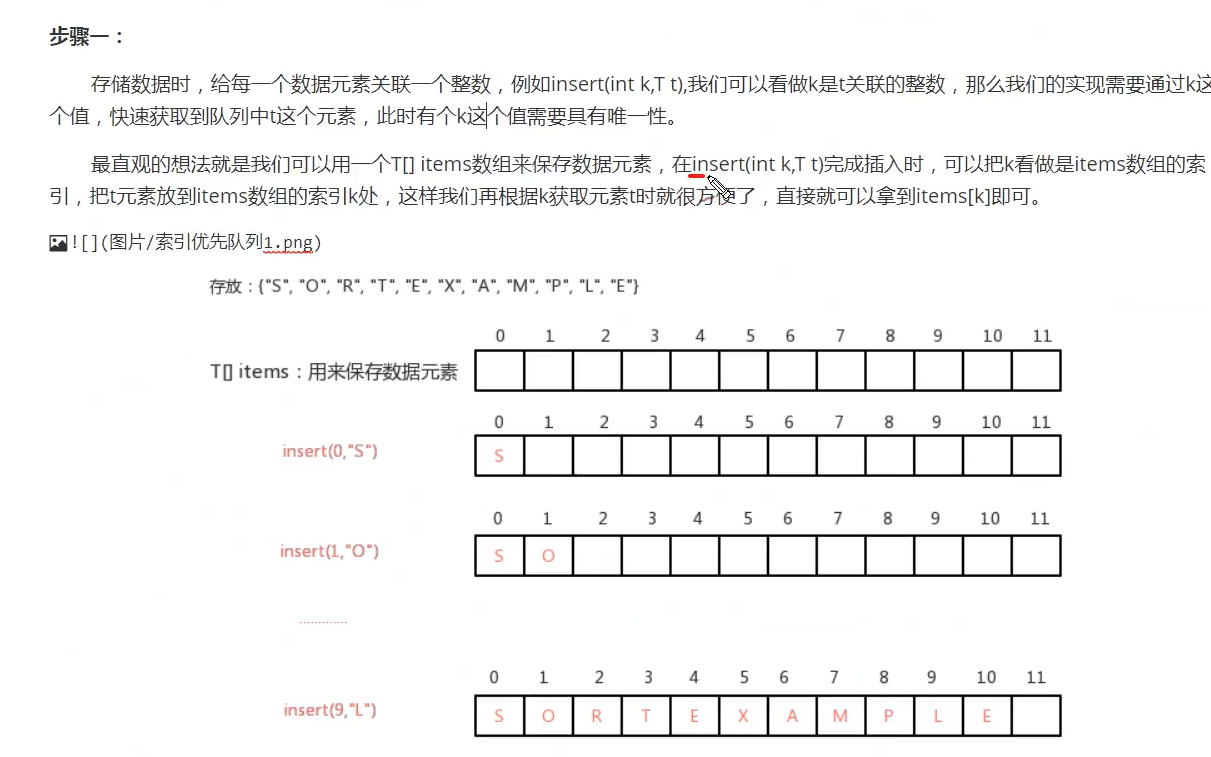 步骤一：
存储数据时，给每一个数据元素关联一个整数，例如insert(int k,T t),我们可以看做k是t关联的整数，那么我们的实现需要通过k这
个值，快速获取到队列中t这个元素，此时有个k这个值需要具有唯一性。
最直观的想法就是我们可以用一个T[] items数组来保存数据元素，在insert(int k,T t)完成插入时，可以把k看做是items数组的索
引，把t元素放到items数组的索引k处，这样我们再根据k获取元素t时就很方便了，直接就可以拿到items[k]即可。
![](图片/索引优先队列1.png)
存放：{"S", "O", "R", "T", "E", "X", "A", "M", "P", "L", "E"}
0 1 2 3 4 5 6 7 8 9 10 11
T[] items：用来保存数据元素
0 1 2 3 4 5 6 7 8 9 10 11
insert(0,"S") S
0 1 2 3 4 5 6 7 8 9 10 11
insert(1,"O") S O
.............
0 1 2 3 4 5 6 7 8 9 10 11
insert(9,"L") S O R T E X A M P L E